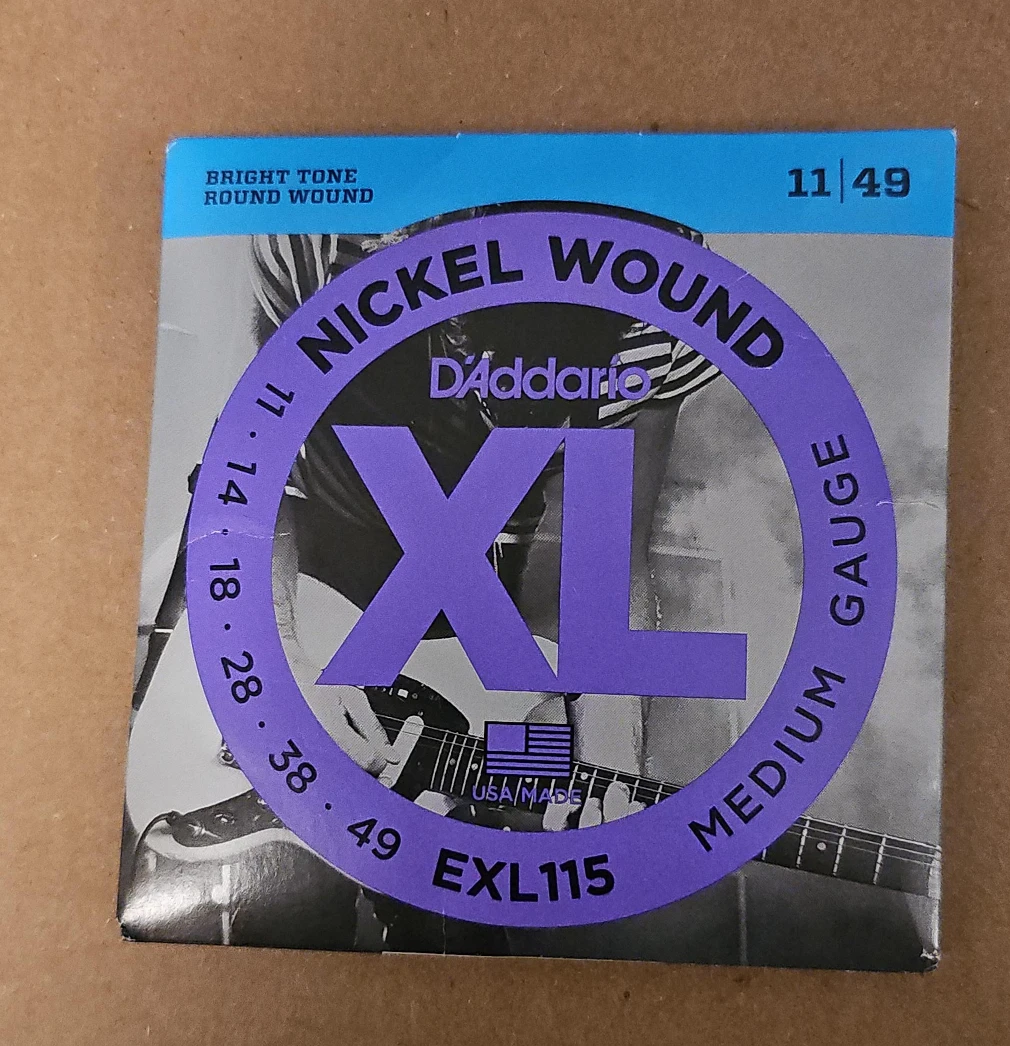 BRIGHT TONE
ROUND WOUND
11|49
NICKEL WOUND
D'Addario
XL
USA MADE
11 · 14 · 18 · 28 · 38 · 49
EXL115
MEDIUM GAUGE